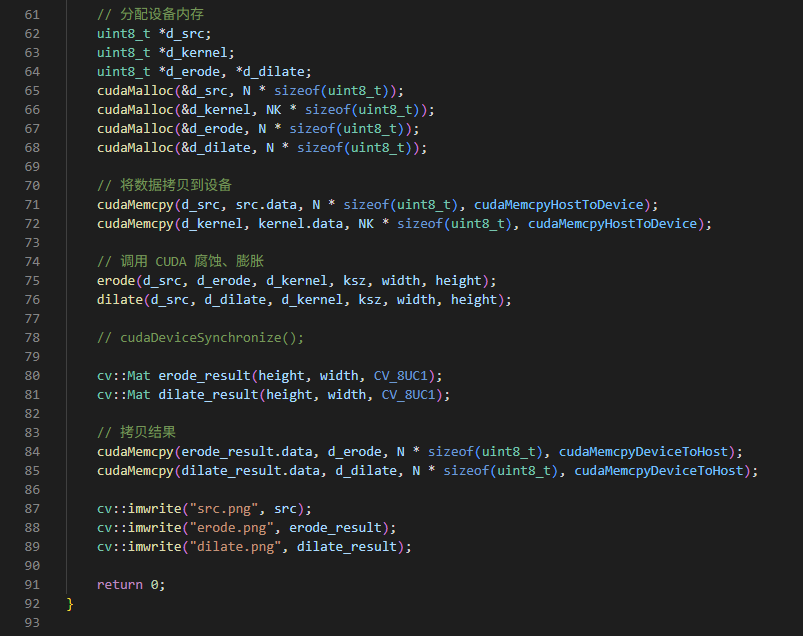 61 // 分配设备内存
62 uint8_t *d_src;
63 uint8_t *d_kernel;
64 uint8_t *d_erode, *d_dilate;
65 cudaMalloc(&d_src, N * sizeof(uint8_t));
66 cudaMalloc(&d_kernel, NK * sizeof(uint8_t));
67 cudaMalloc(&d_erode, N * sizeof(uint8_t));
68 cudaMalloc(&d_dilate, N * sizeof(uint8_t));
69
70 // 将数据拷贝到设备
71 cudaMemcpy(d_src, src.data, N * sizeof(uint8_t), cudaMemcpyHostToDevice);
72 cudaMemcpy(d_kernel, kernel.data, NK * sizeof(uint8_t), cudaMemcpyHostToDevice);
73
74 // 调用 CUDA 腐蚀、膨胀
75 erode(d_src, d_erode, d_kernel, ksz, width, height);
76 dilate(d_src, d_dilate, d_kernel, ksz, width, height);
77
78 // cudaDeviceSynchronize();
79
80 cv::Mat erode_result(height, width, CV_8UC1);
81 cv::Mat dilate_result(height, width, CV_8UC1);
82
83 // 拷贝结果
84 cudaMemcpy(erode_result.data, d_erode, N * sizeof(uint8_t), cudaMemcpyDeviceToHost);
85 cudaMemcpy(dilate_result.data, d_dilate, N * sizeof(uint8_t), cudaMemcpyDeviceToHost);
86
87 cv::imwrite("src.png", src);
88 cv::imwrite("erode.png", erode_result);
89 cv::imwrite("dilate.png", dilate_result);
90
91 return 0;
92 }
93